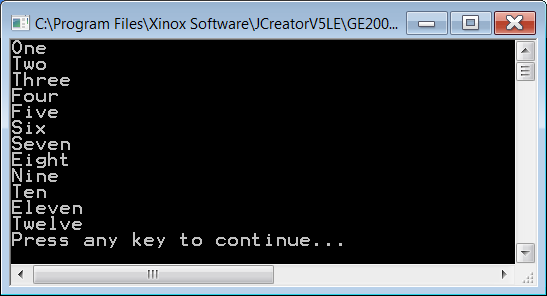 C:\Program Files\Xinox Software\JCreatorV5LE\GE200...
One
Two
Three
Four
Five
Six
Seven
Eight
Nine
Ten
Eleven
Twelve
Press any key to continue...